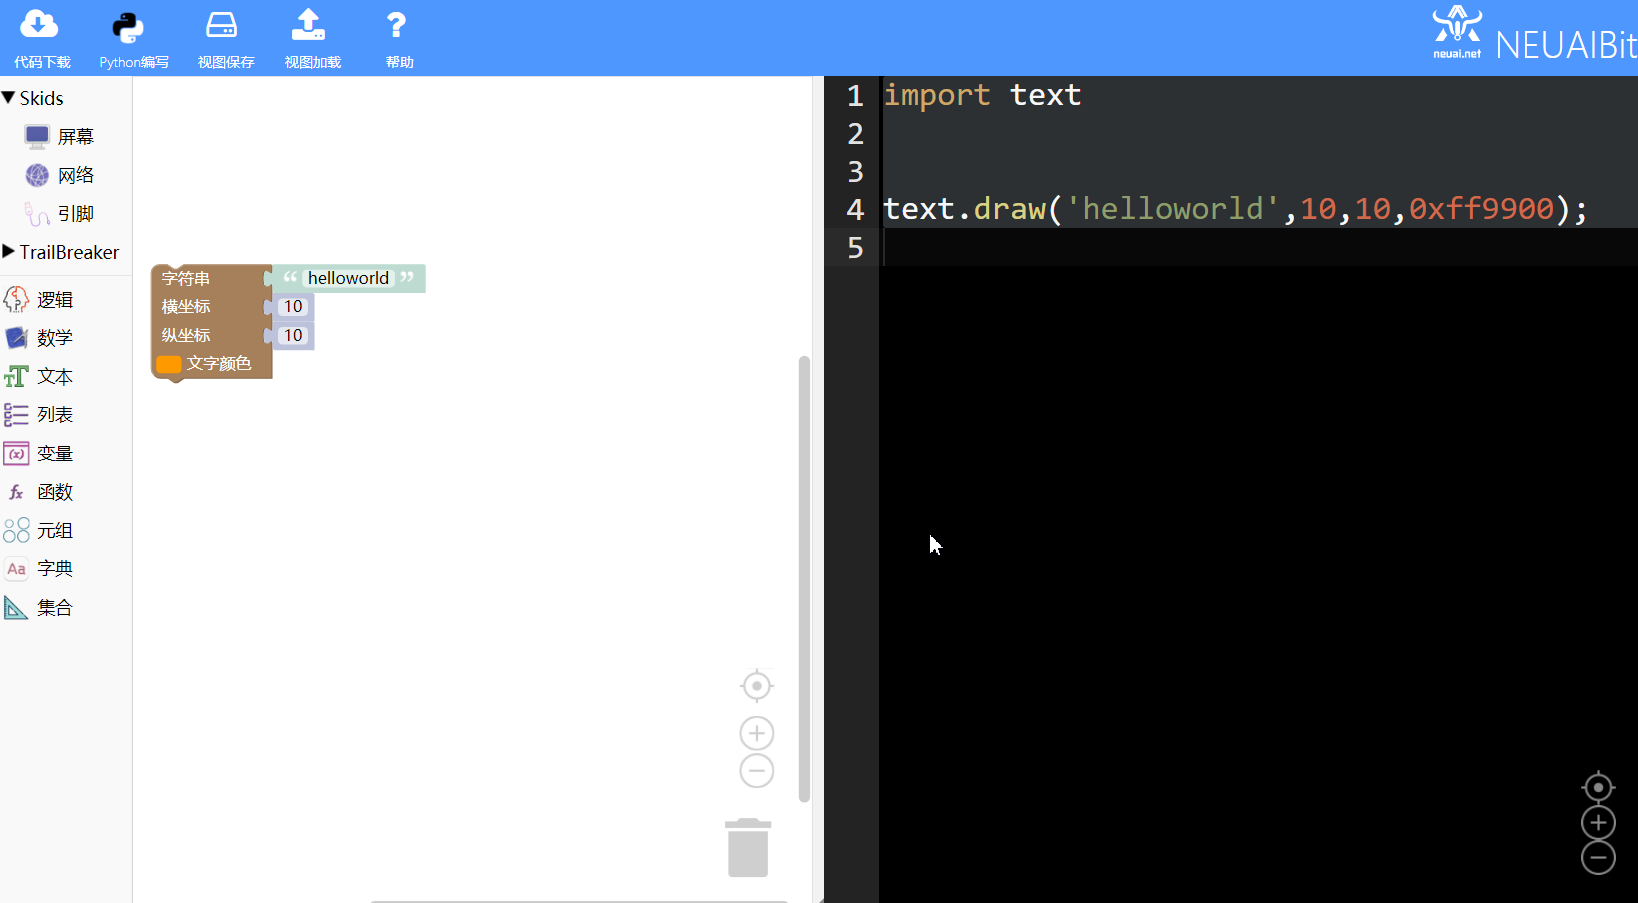 代码下载
Python编写
视图保存
视图加载
帮助
neuai.net
NEUAIBit
Skids
屏幕
网络
引脚
TrailBreaker
逻辑
数学
文本
列表
变量
函数
元组
Aa 字典
集合
字符串 “ helloworld ”
横坐标 10
纵坐标 10
文字颜色
1 import text
2
3
4 text.draw('helloworld',10,10,0xff9900);
5